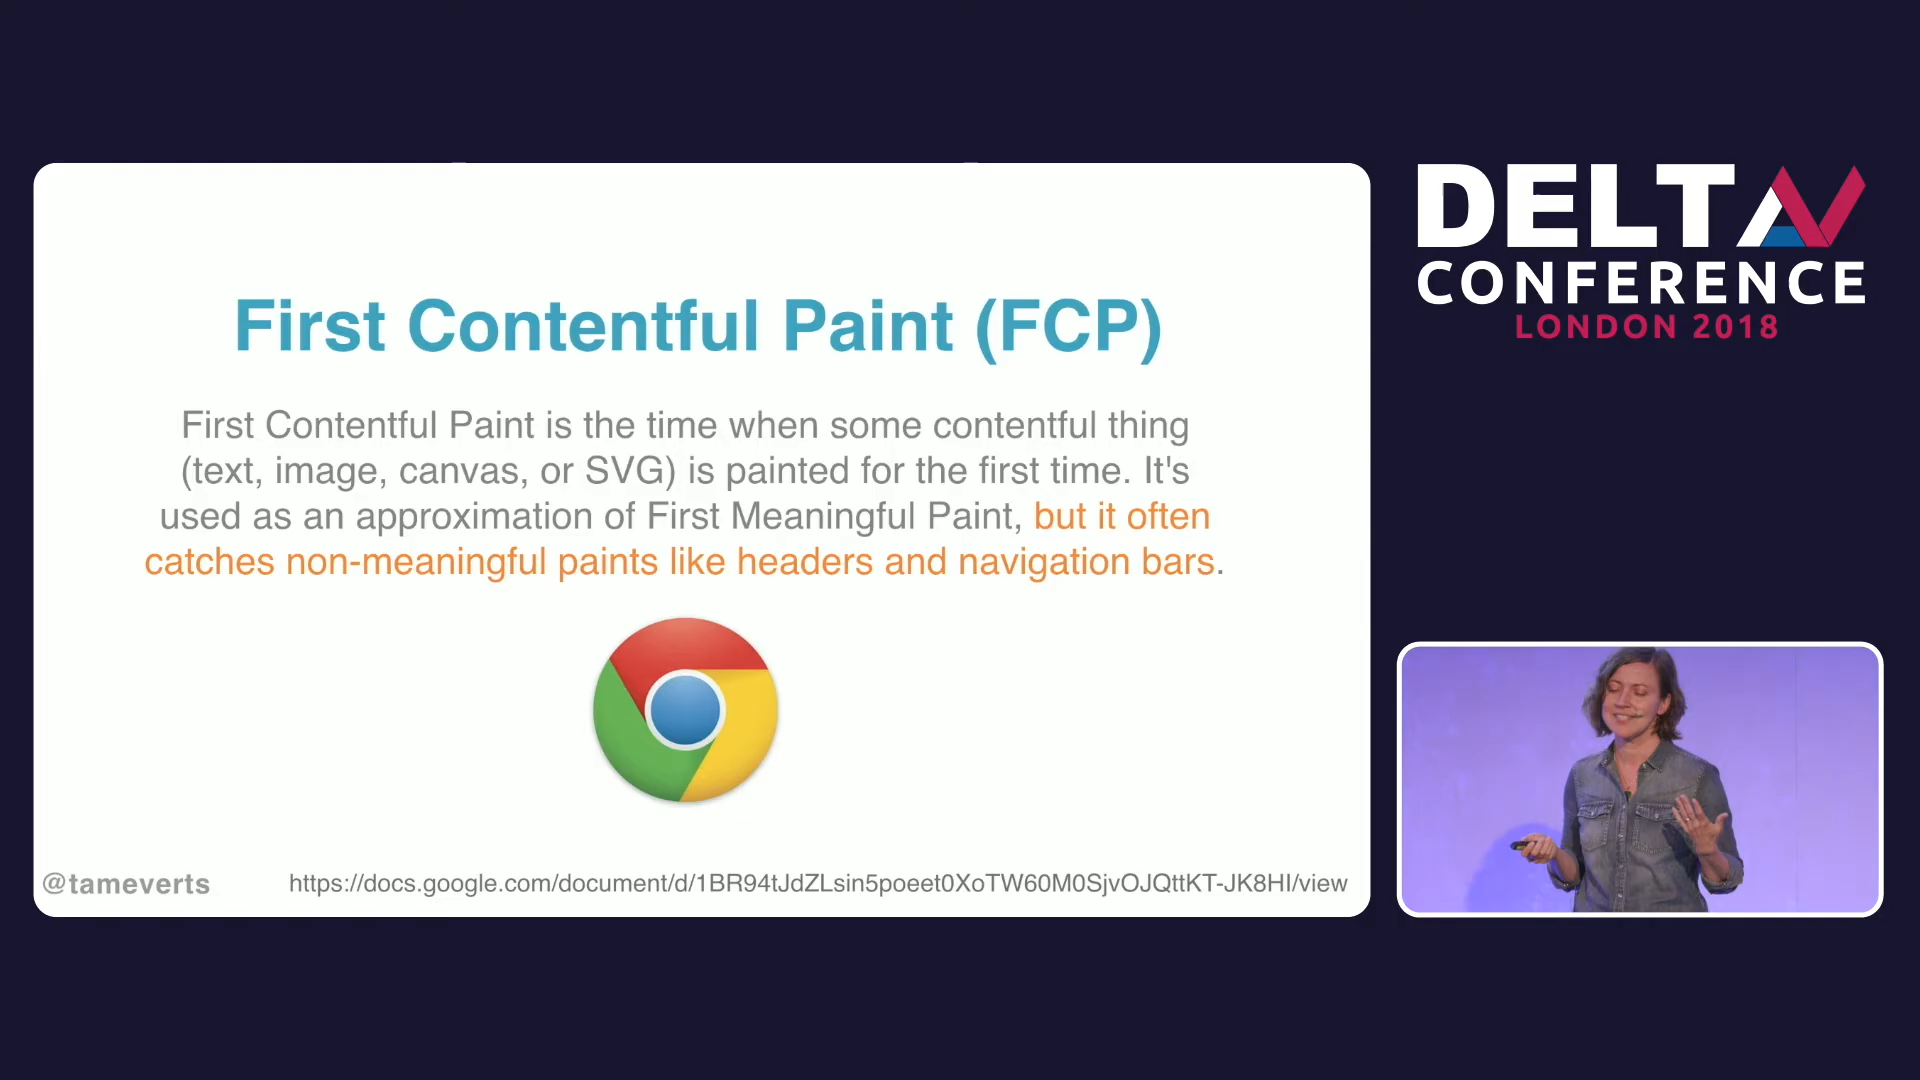 First Contentful Paint (FCP)
First Contentful Paint is the time when some contentful thing
(text, image, canvas, or SVG) is painted for the first time. It's
used as an approximation of First Meaningful Paint, but it often
catches non-meaningful paints like headers and navigation bars.
@tameverts
https://docs.google.com/document/d/1BR94tJdZLsin5poeet0XoTW60M0SjvOJQttKT-JK8HI/view
DELTA V
CONFERENCE
LONDON 2018